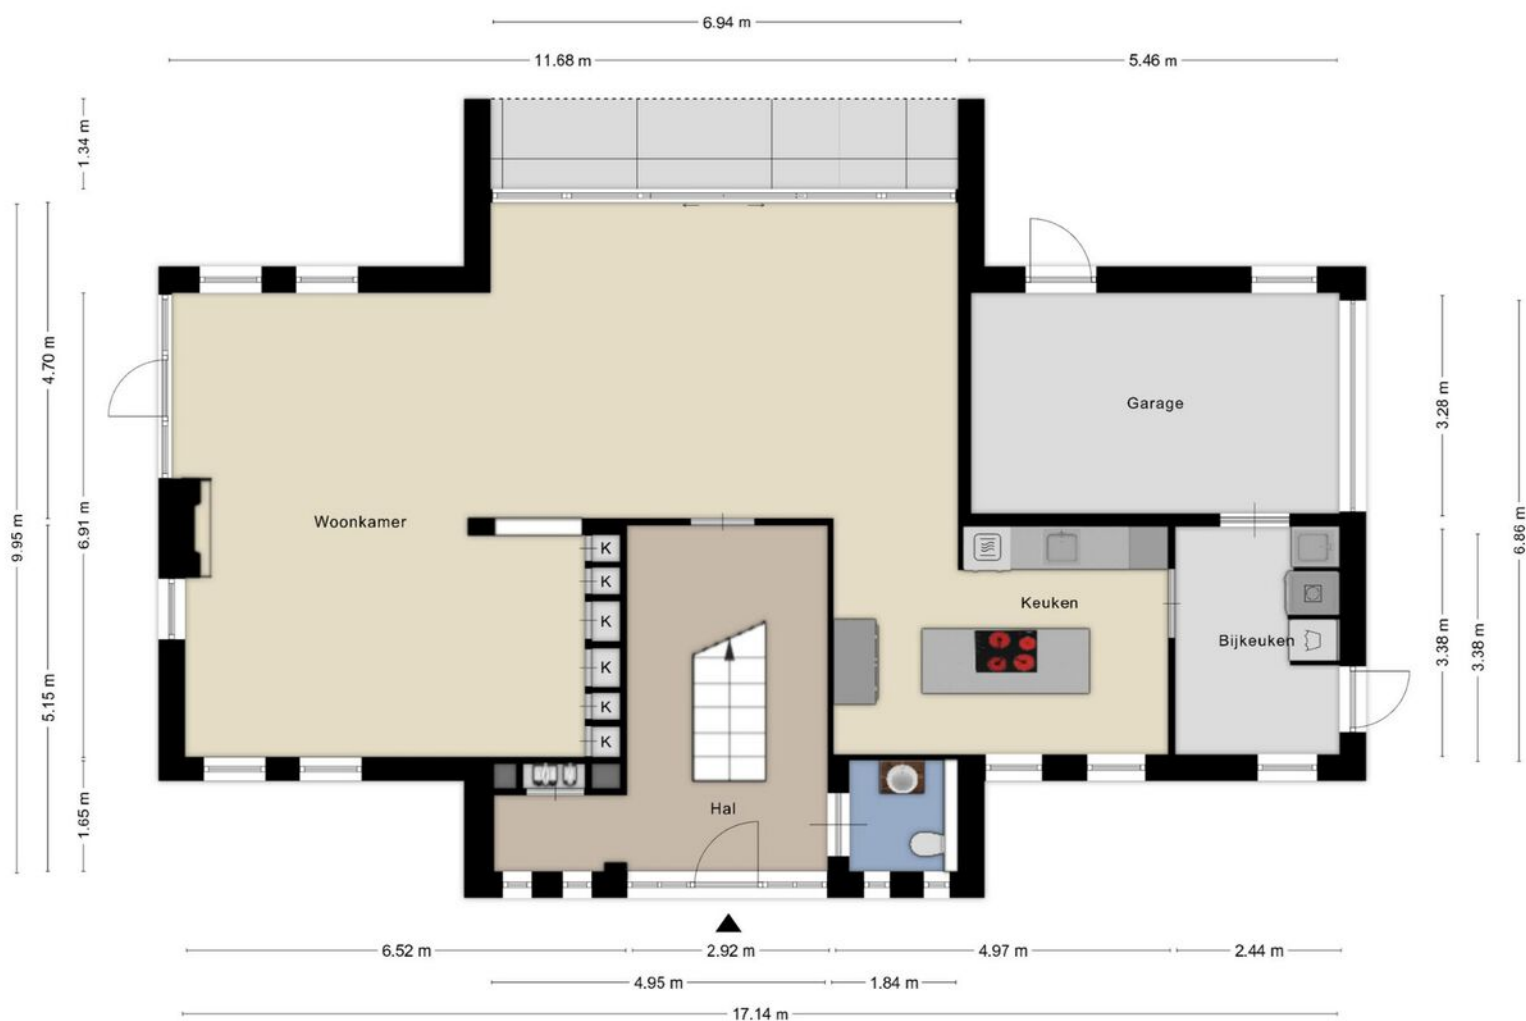 6.94 m
11.68 m
5.46 m
1.34 m
4.70 m
3.28 m
Garage
9.95 m
6.91 m
Woonkamer
6.86 m
K
K
Keuken
K
Bijkeuken
3.38 m
3.38 m
K
5.15 m
K
K
1.65 m
Hal
6.52 m
2.92 m
4.97 m
2.44 m
4.95 m
1.84 m
17.14 m